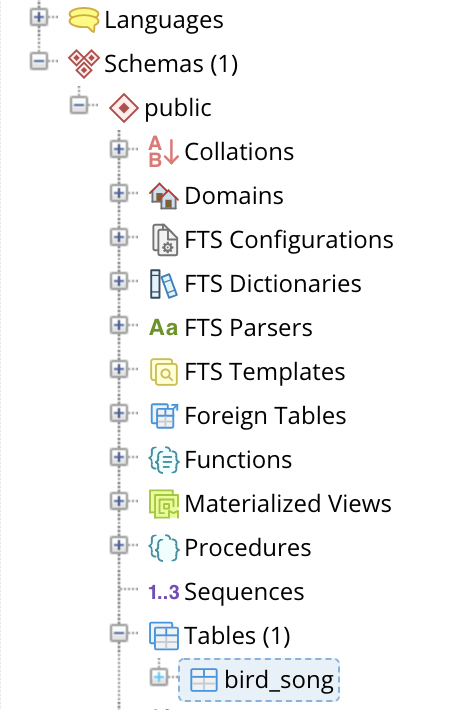 Languages
Schemas (1)
public
Collations
Domains
FTS Configurations
FTS Dictionaries
Aa FTS Parsers
FTS Templates
Foreign Tables
Functions
Materialized Views
Procedures
1..3 Sequences
Tables (1)
bird_song